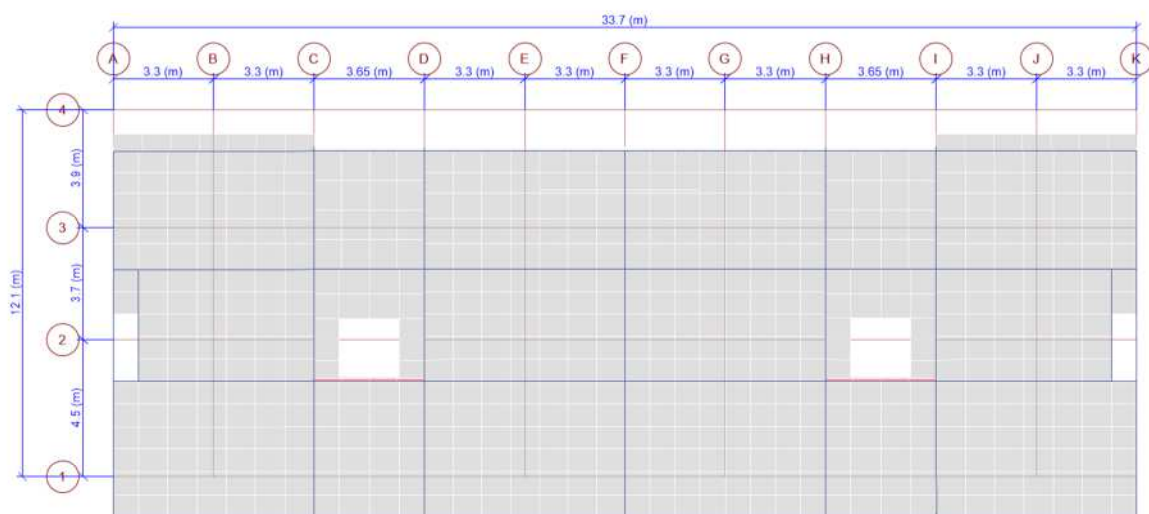 33.7 (m)
A B C D E F G H I J K
3.3 (m) 3.3 (m) 3.65 (m) 3.3 (m) 3.3 (m) 3.3 (m) 3.3 (m) 3.65 (m) 3.3 (m) 3.3 (m)
4
3.9 (m)
3
12.1 (m)
3.7 (m)
2
4.5 (m)
1